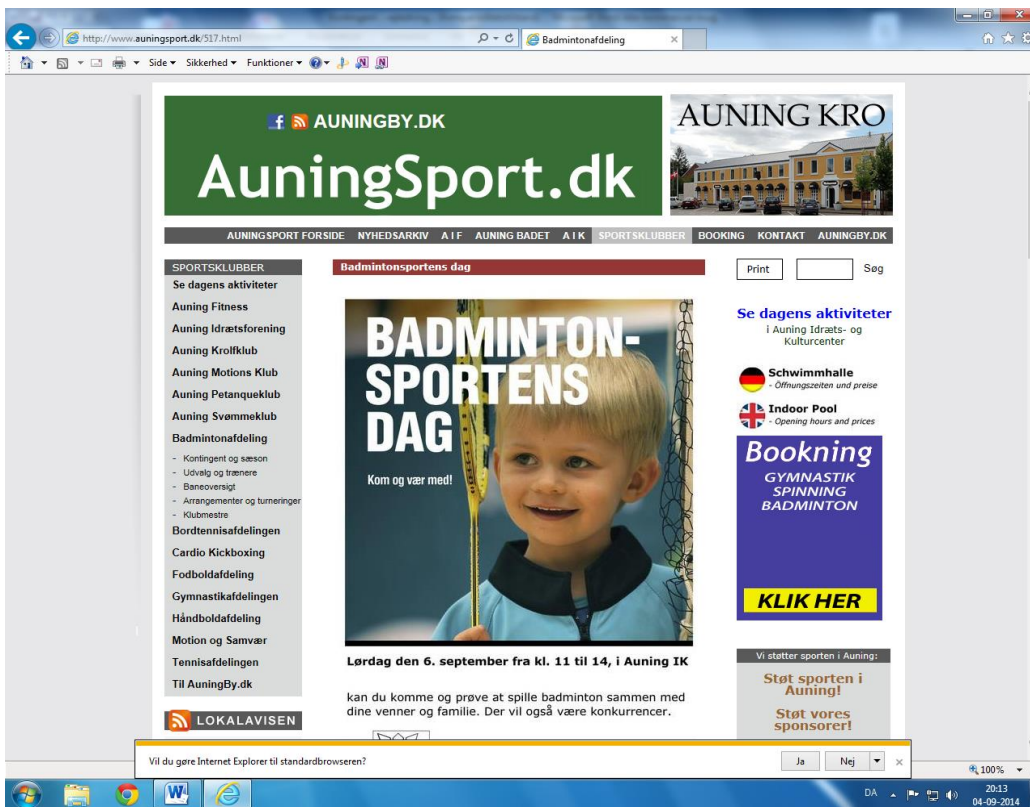 http://www.auningsport.dk/517.html
Badmintonafdeling
Side
Sikkerhed
Funktioner
AUNINGBY.DK
AuningSport.dk
AUNING KRO
AUNINGSPORT FORSIDE NYHEDSARKIV A I F AUNING BADET A I K SPORTSKLUBBER BOOKING KONTAKT AUNINGBY.DK
SPORTSKLUBBER
Se dagens aktiviteter
Auning Fitness
Auning Idrætsforening
Auning Krolfklub
Auning Motions Klub
Auning Petanqueklub
Auning Svømmeklub
Badmintonafdeling
- Kontingent og sæson
- Udvalg og trænere
- Baneoversigt
- Arrangementer og turneringer
- Klubmestre
Bordtennisafdelingen
Cardio Kickboxing
Fodboldafdeling
Gymnastikafdelingen
Håndboldafdeling
Motion og Samvær
Tennisafdelingen
Til AuningBy.dk
LOKALAVISEN
Badmintonsportens dag
BADMINTON-
SPORTENS
DAG
Kom og vær med!
Lørdag den 6. september fra kl. 11 til 14, i Auning IK
kan du komme og prøve at spille badminton sammen med
dine venner og familie. Der vil også være konkurrencer.
Print
Søg
Se dagens aktiviteter
i Auning Idræts- og
Kulturcenter
Schwimmhalle
- Öffnungszeiten und preise
Indoor Pool
- Opening hours and prices
Bookning
GYMNASTIK
SPINNING
BADMINTON
KLIK HER
Vi støtter sporten i Auning:
Støt sporten i
Auning!
Støt vores
sponsorer!
Vil du gøre Internet Explorer til standardbrowseren?
Ja
Nej
100%
DA
20:13
04-09-2014